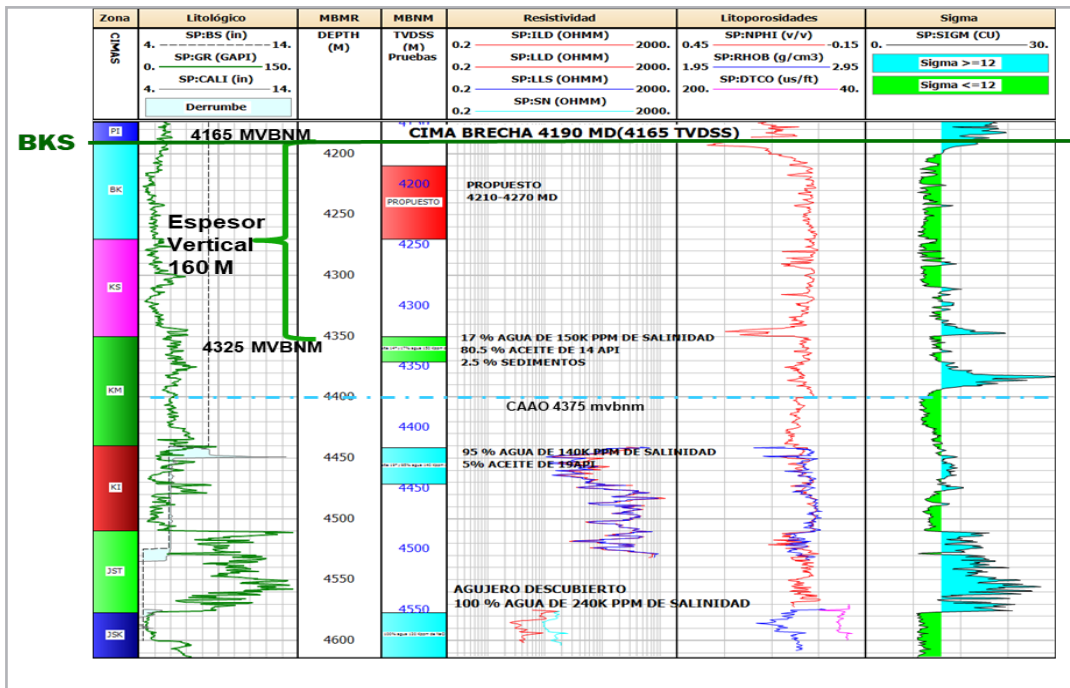 Zona
Litológico
MBMR
MBNM
Resistividad
Litoporosidades
Sigma
CIMAS
SP:BS (in)
4. 14.
SP:GR (GAPI)
0. 150.
SP:CALI (in)
4. 14.
Derrumbe
DEPTH
(M)
TVDSS
(M)
Pruebas
SP:ILD (OHMM)
0.2 2000.
SP:LLD (OHMM)
0.2 2000.
SP:LLS (OHMM)
0.2 2000.
SP:SN (OHMM)
0.2 2000.
SP:NPHI (v/v)
0.45 -0.15
SP:RHOB (g/cm3)
1.95 2.95
SP:DTCO (us/ft)
200. 40.
SP:SIGM (CU)
0. 30.
Sigma >=12
Sigma <=12
BKS
PI
4165 MVBNM
CIMA BRECHA 4190 MD(4165 TVDSS)
4200
BK
4200
PROPUESTO
PROPUESTO
4210-4270 MD
Espesor
Vertical
160 M
4250
4250
KS
4300
4300
4350
4325 MVBNM
17 % AGUA DE 150K PPM DE SALINIDAD
80.5 % ACEITE DE 14 API
2.5 % SEDIMENTOS
4350
KM
4400
CAAO 4375 mvbnm
4400
4450
95 % AGUA DE 140K PPM DE SALINIDAD
5% ACEITE DE 19API
KI
4450
4500
4500
JST
4550
AGUJERO DESCUBIERTO
100 % AGUA DE 240K PPM DE SALINIDAD
4550
JSK
4600